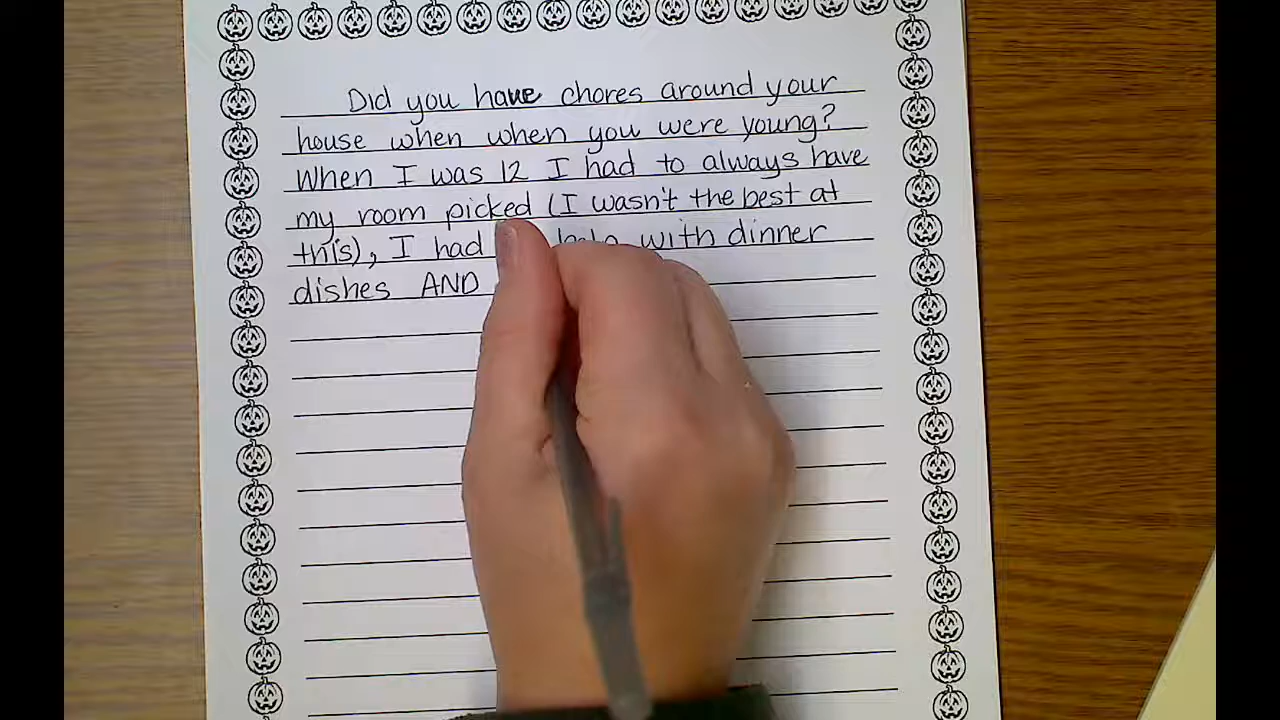 Did you have chores around your
house when when you were young?
When I was 12 I had to always have
my room picked (I wasn't the best at
this), I had help with dinner
dishes AND